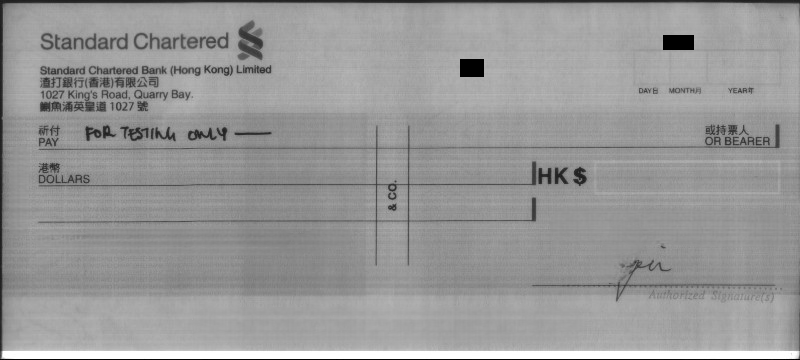 Standard Chartered
Standard Chartered Bank (Hong Kong) Limited
渣打銀行(香港)有限公司
1027 King's Road, Quarry Bay.
鰂魚涌英皇道 1027 號
DAY日 MONTH月 YEAR年
祈付
PAY
FOR TESTING ONLY
或持票人
OR BEARER
港幣
DOLLARS
HK $
& CO.
Authorized Signature(s)